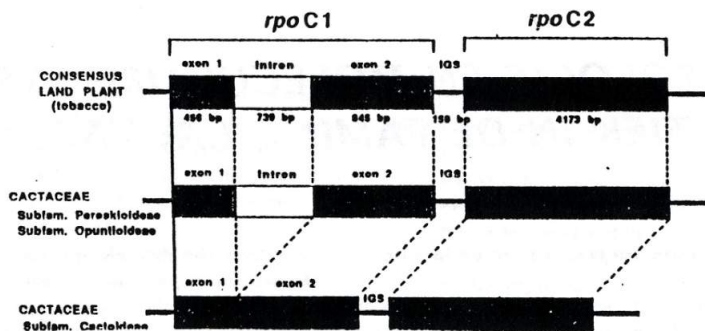 rpoC1 rpoC2
exon 1 Intron exon 2 IGS
CONSENSUS
LAND PLANT
(tobacco)
456 bp 739 bp 845 bp 159 bp 4173 bp
exon 1 Intron exon 2 IGS
CACTACEAE
Subfam. Pereskioideae
Subfam. Opuntioideae
exon 1 exon 2 IGS
CACTACEAE
Subfam. Cactoideae